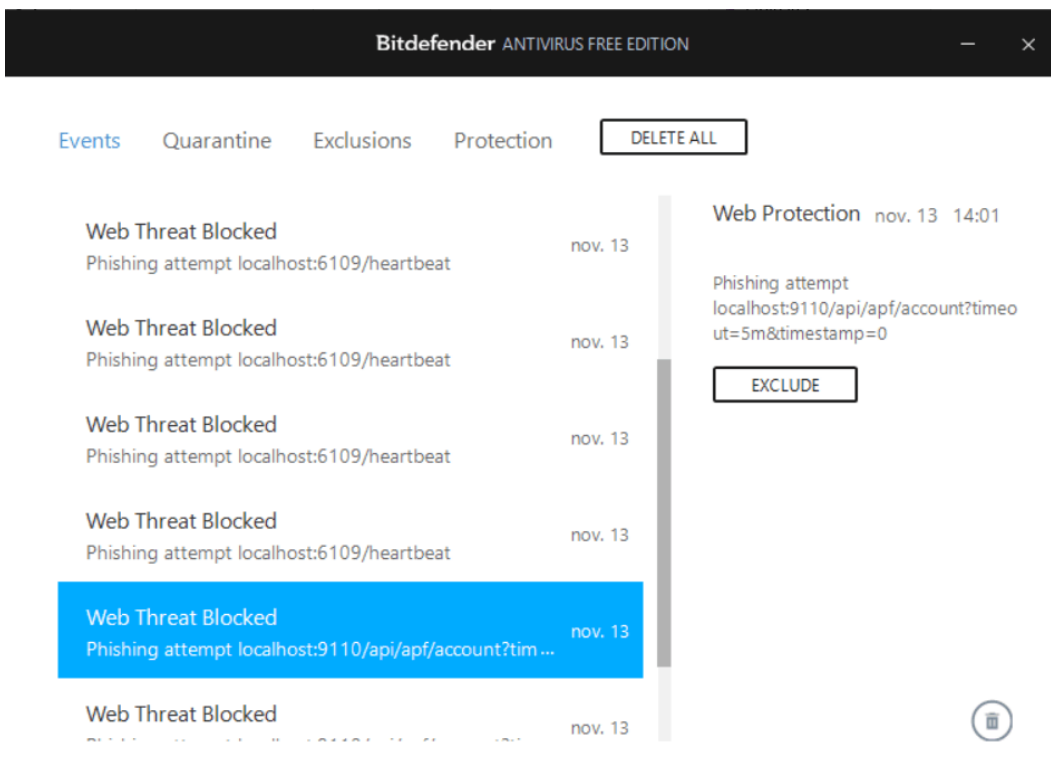 Bitdefender ANTIVIRUS FREE EDITION
Events Quarantine Exclusions Protection DELETE ALL
Web Threat Blocked
Phishing attempt localhost:6109/heartbeat
nov. 13
Web Threat Blocked
Phishing attempt localhost:6109/heartbeat
nov. 13
Web Threat Blocked
Phishing attempt localhost:6109/heartbeat
nov. 13
Web Threat Blocked
Phishing attempt localhost:6109/heartbeat
nov. 13
Web Threat Blocked
Phishing attempt localhost:9110/api/apf/account?tim ...
nov. 13
Web Threat Blocked
nov. 13
Web Protection nov. 13 14:01
Phishing attempt
localhost:9110/api/apf/account?timeo
ut=5m&timestamp=0
EXCLUDE